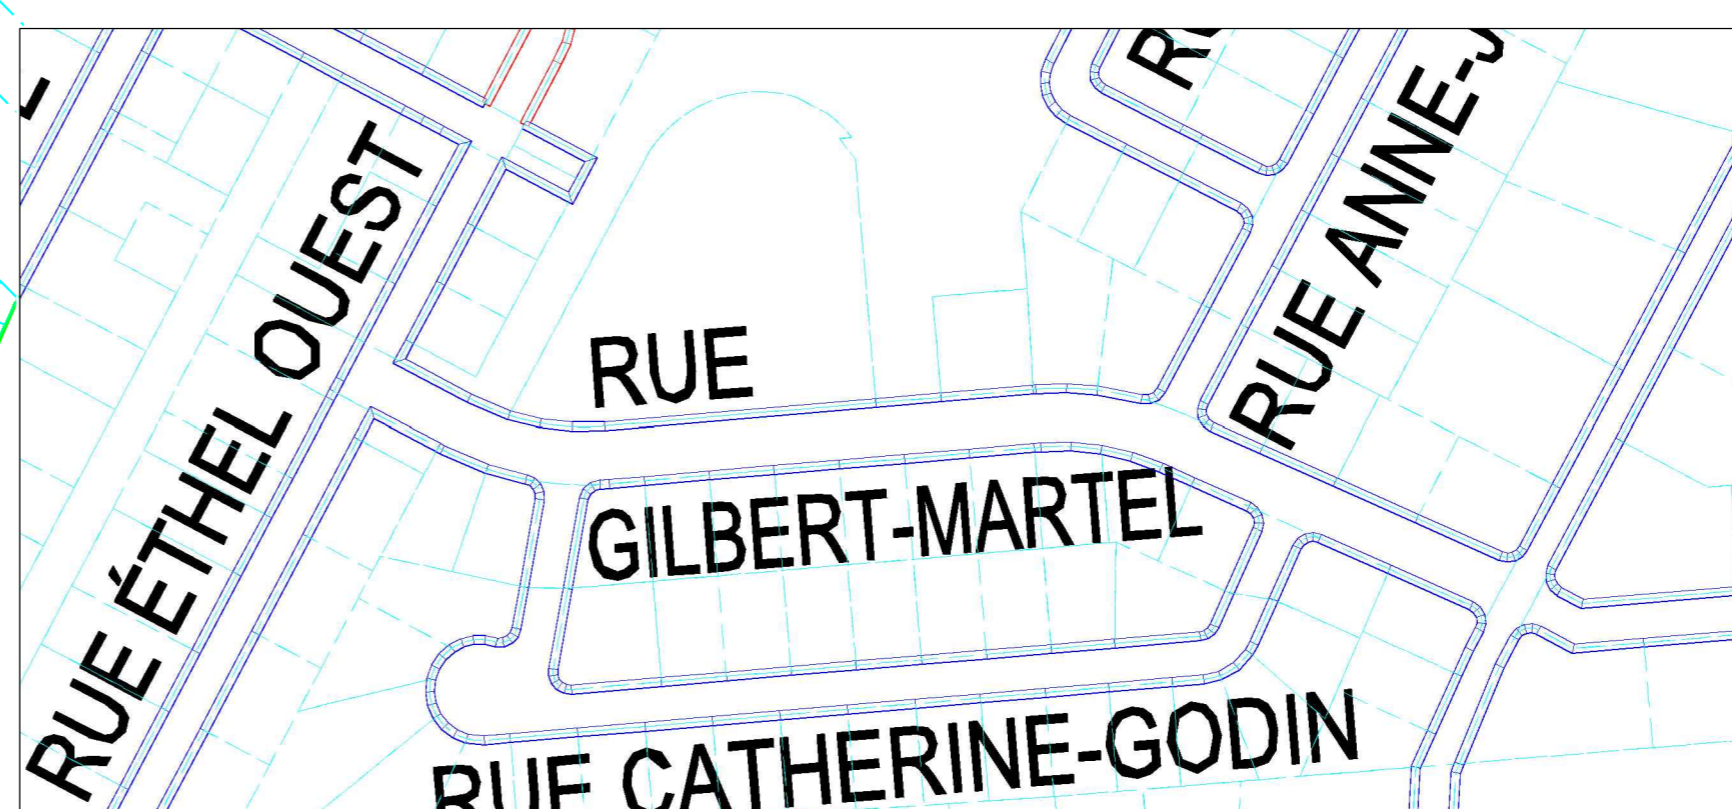 RUE ÉTHEL OUEST
RUE
GILBERT-MARTEL
RUE ANNE-J
RUE CATHERINE-GODIN